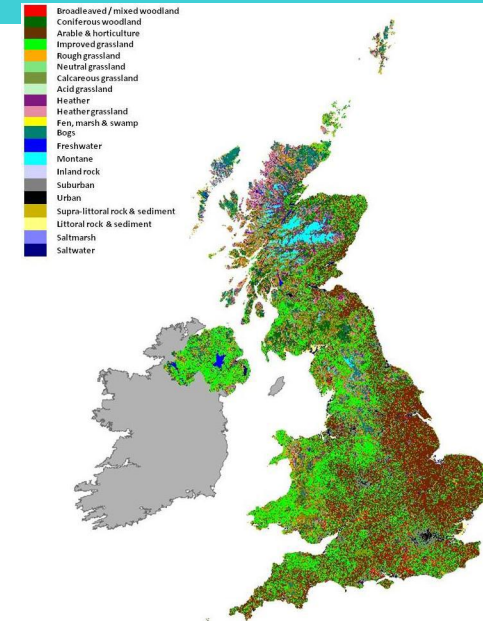 Broadleaved / mixed woodland
Coniferous woodland
Arable & horticulture
Improved grassland
Rough grassland
Neutral grassland
Calcareous grassland
Acid grassland
Heather
Heather grassland
Fen, marsh & swamp
Bogs
Freshwater
Montane
Inland rock
Suburban
Urban
Supra-littoral rock & sediment
Littoral rock & sediment
Saltmarsh
Saltwater